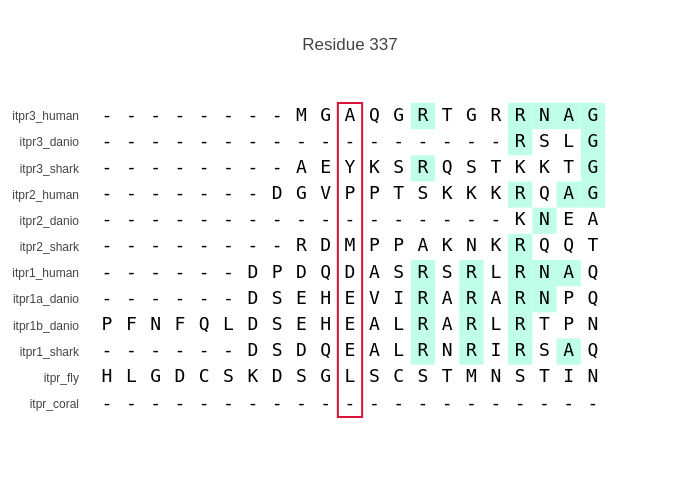 Residue 337
itpr3_human - - - - - - - - M G A Q G R T G R R N A G
itpr3_danio - - - - - - - - - - - - - - - - - R S L G
itpr3_shark - - - - - - - - A E Y K S R Q S T K K T G
itpr2_human - - - - - - - D G V P P T S K K K R Q A G
itpr2_danio - - - - - - - - - - - - - - - - - K N E A
itpr2_shark - - - - - - - - R D M P P A K N K R Q Q T
itpr1_human - - - - - - D P D Q D A S R S R L R N A Q
itpr1a_danio - - - - - - D S E H E V I R A R A R N P Q
itpr1b_danio P F N F Q L D S E H E A L R A R L R T P N
itpr1_shark - - - - - - D S D Q E A L R N R I R S A Q
itpr_fly H L G D C S K D S G L S C S T M N S T I N
itpr_coral - - - - - - - - - - - - - - - - - - - - -